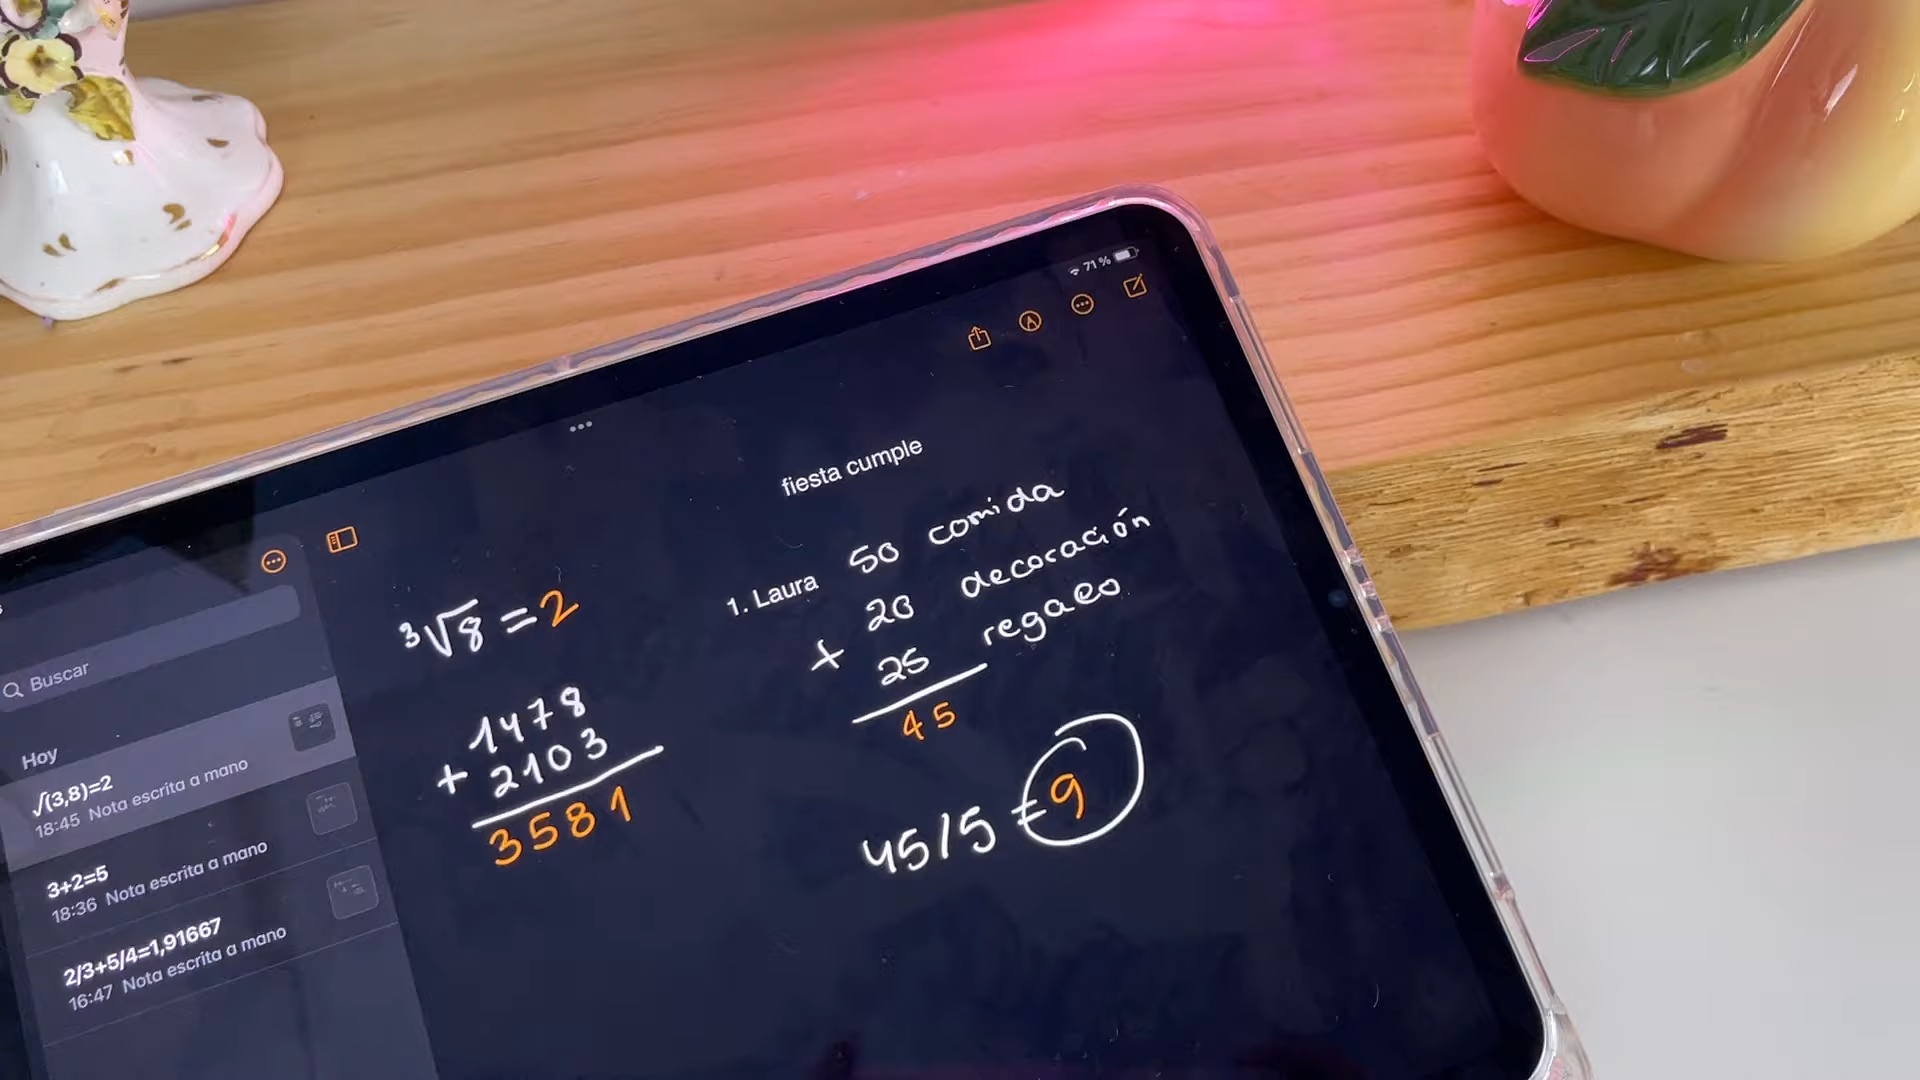 71 %
Buscar
Hoy
√(3,8)=2
18:45 Nota escrita a mano
3+2=5
18:36 Nota escrita a mano
2/3+5/4=1,91667
16:47 Nota escrita a mano
³√8 = 2
1478
+ 2103
3581
fiesta cumple
1. Laura 50 comida
20 decoración
+ 25 regaeo
45
45/5 = 9